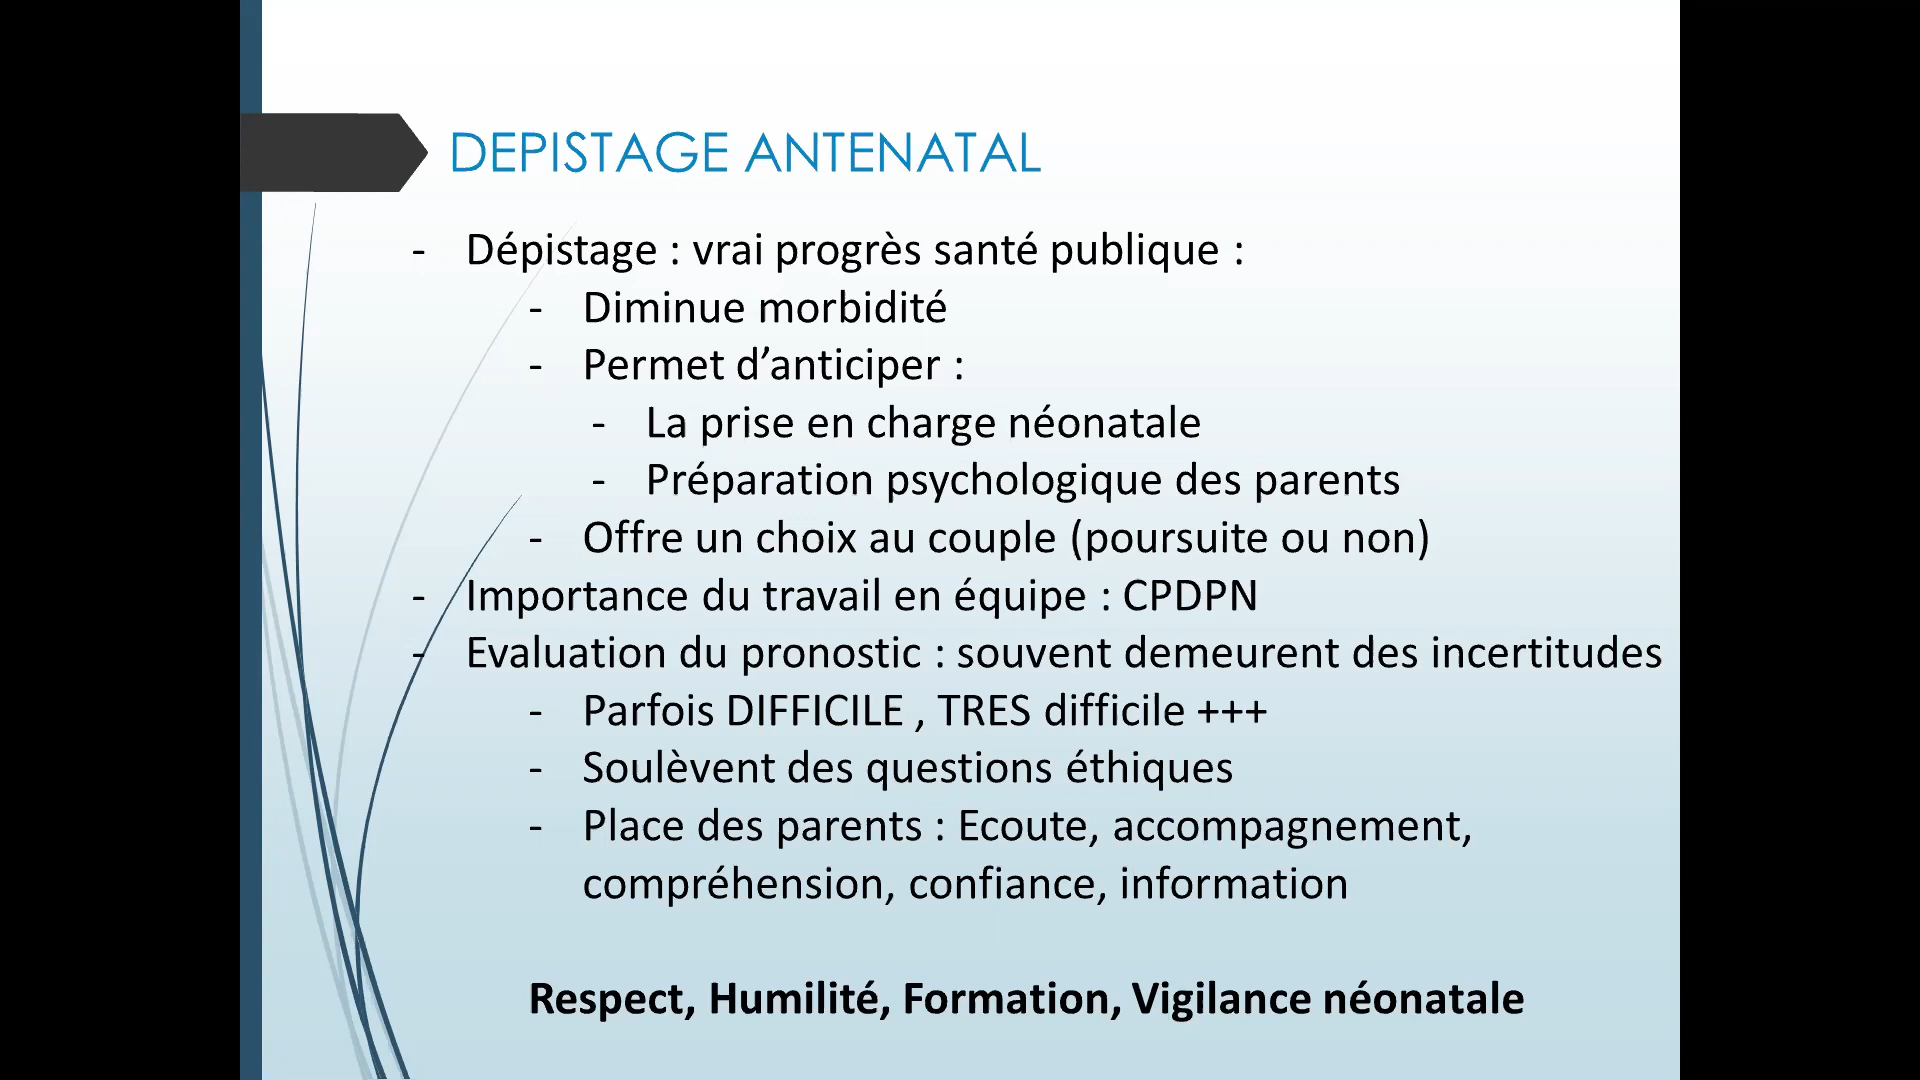 DEPISTAGE ANTENATAL
- Dépistage : vrai progrès santé publique :
- Diminue morbidité
- Permet d’anticiper :
- La prise en charge néonatale
- Préparation psychologique des parents
- Offre un choix au couple (poursuite ou non)
- Importance du travail en équipe : CPDPN
- Evaluation du pronostic : souvent demeurent des incertitudes
- Parfois DIFFICILE , TRES difficile +++
- Soulèvent des questions éthiques
- Place des parents : Ecoute, accompagnement,
compréhension, confiance, information
Respect, Humilité, Formation, Vigilance néonatale